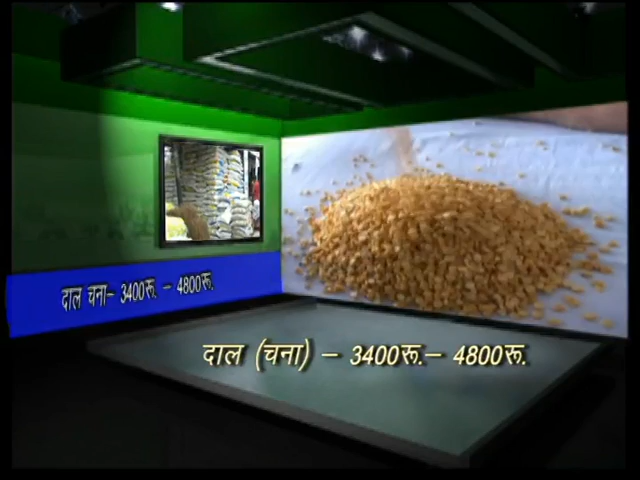 दाल चना- 3400रू. - 4800रू.
दाल (चना) - 3400रू.- 4800रू.